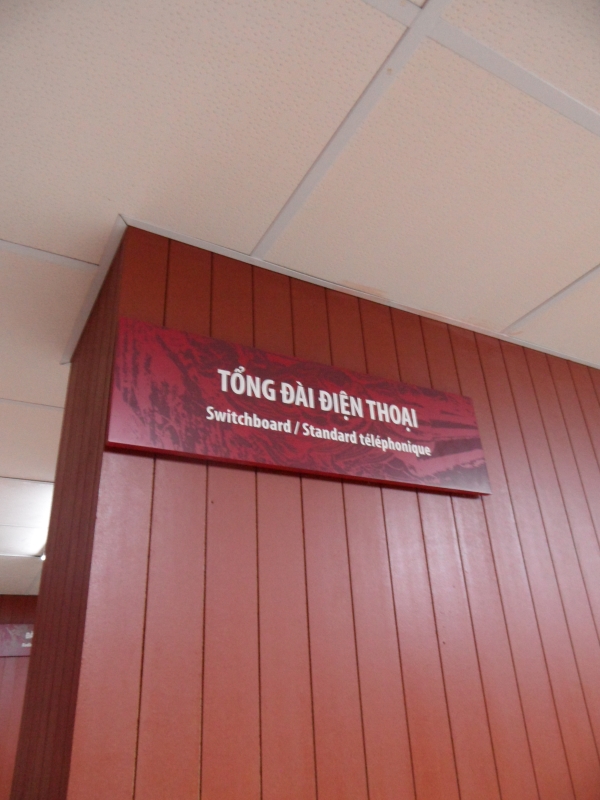 TỔNG ĐÀI ĐIỆN THOẠI
Switchboard / Standard téléphonique